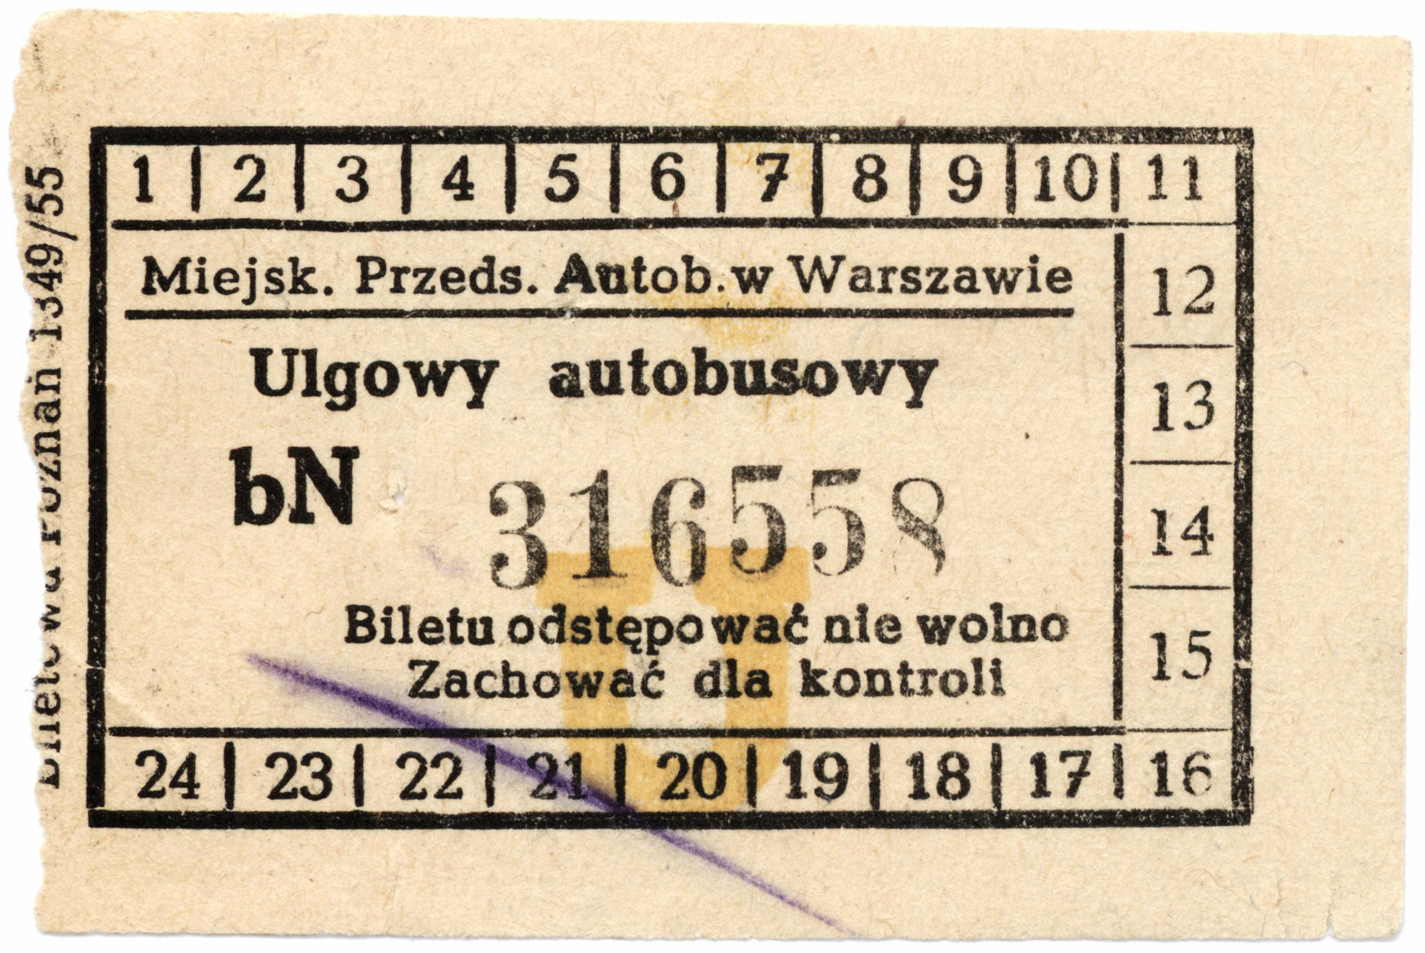 1 | 2 | 3 | 4 | 5 | 6 | 7 | 8 | 9 | 10 | 11
Miejsk. Przeds. Autob. w Warszawie
12
Ulgowy autobusowy
13
bN 316558
14
Biletu odstępować nie wolno
15
Zachować dla kontroli
24 | 23 | 22 | 21 | 20 | 19 | 18 | 17 | 16
U
Biletowa Poznań 1349/55